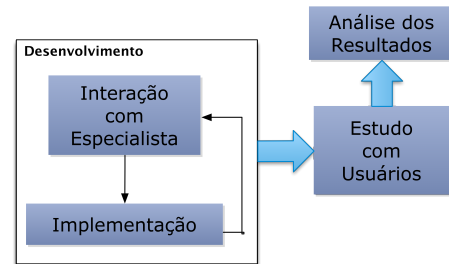 Desenvolvimento
Interação
com
Especialista
Implementação
Estudo
com
Usuários
Análise dos
Resultados